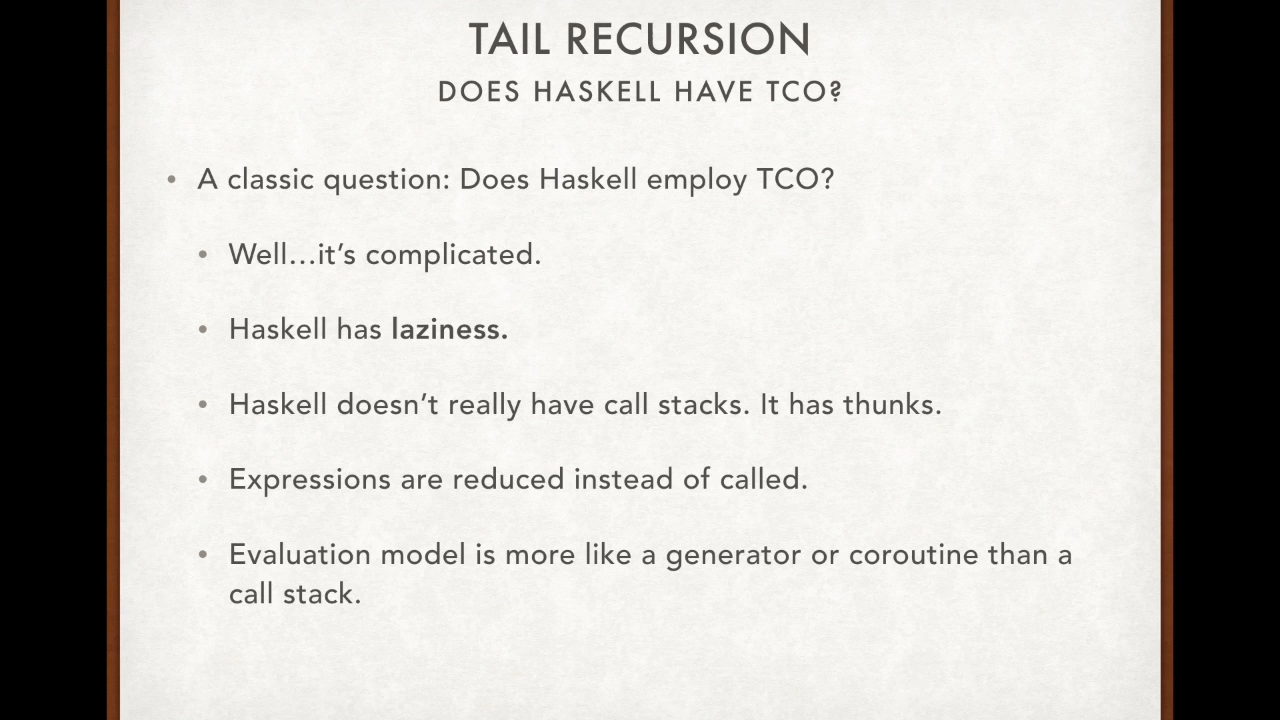 TAIL RECURSION
DOES HASKELL HAVE TCO?
• A classic question: Does Haskell employ TCO?
• Well…it’s complicated.
• Haskell has laziness.
• Haskell doesn’t really have call stacks. It has thunks.
• Expressions are reduced instead of called.
• Evaluation model is more like a generator or coroutine than a
call stack.